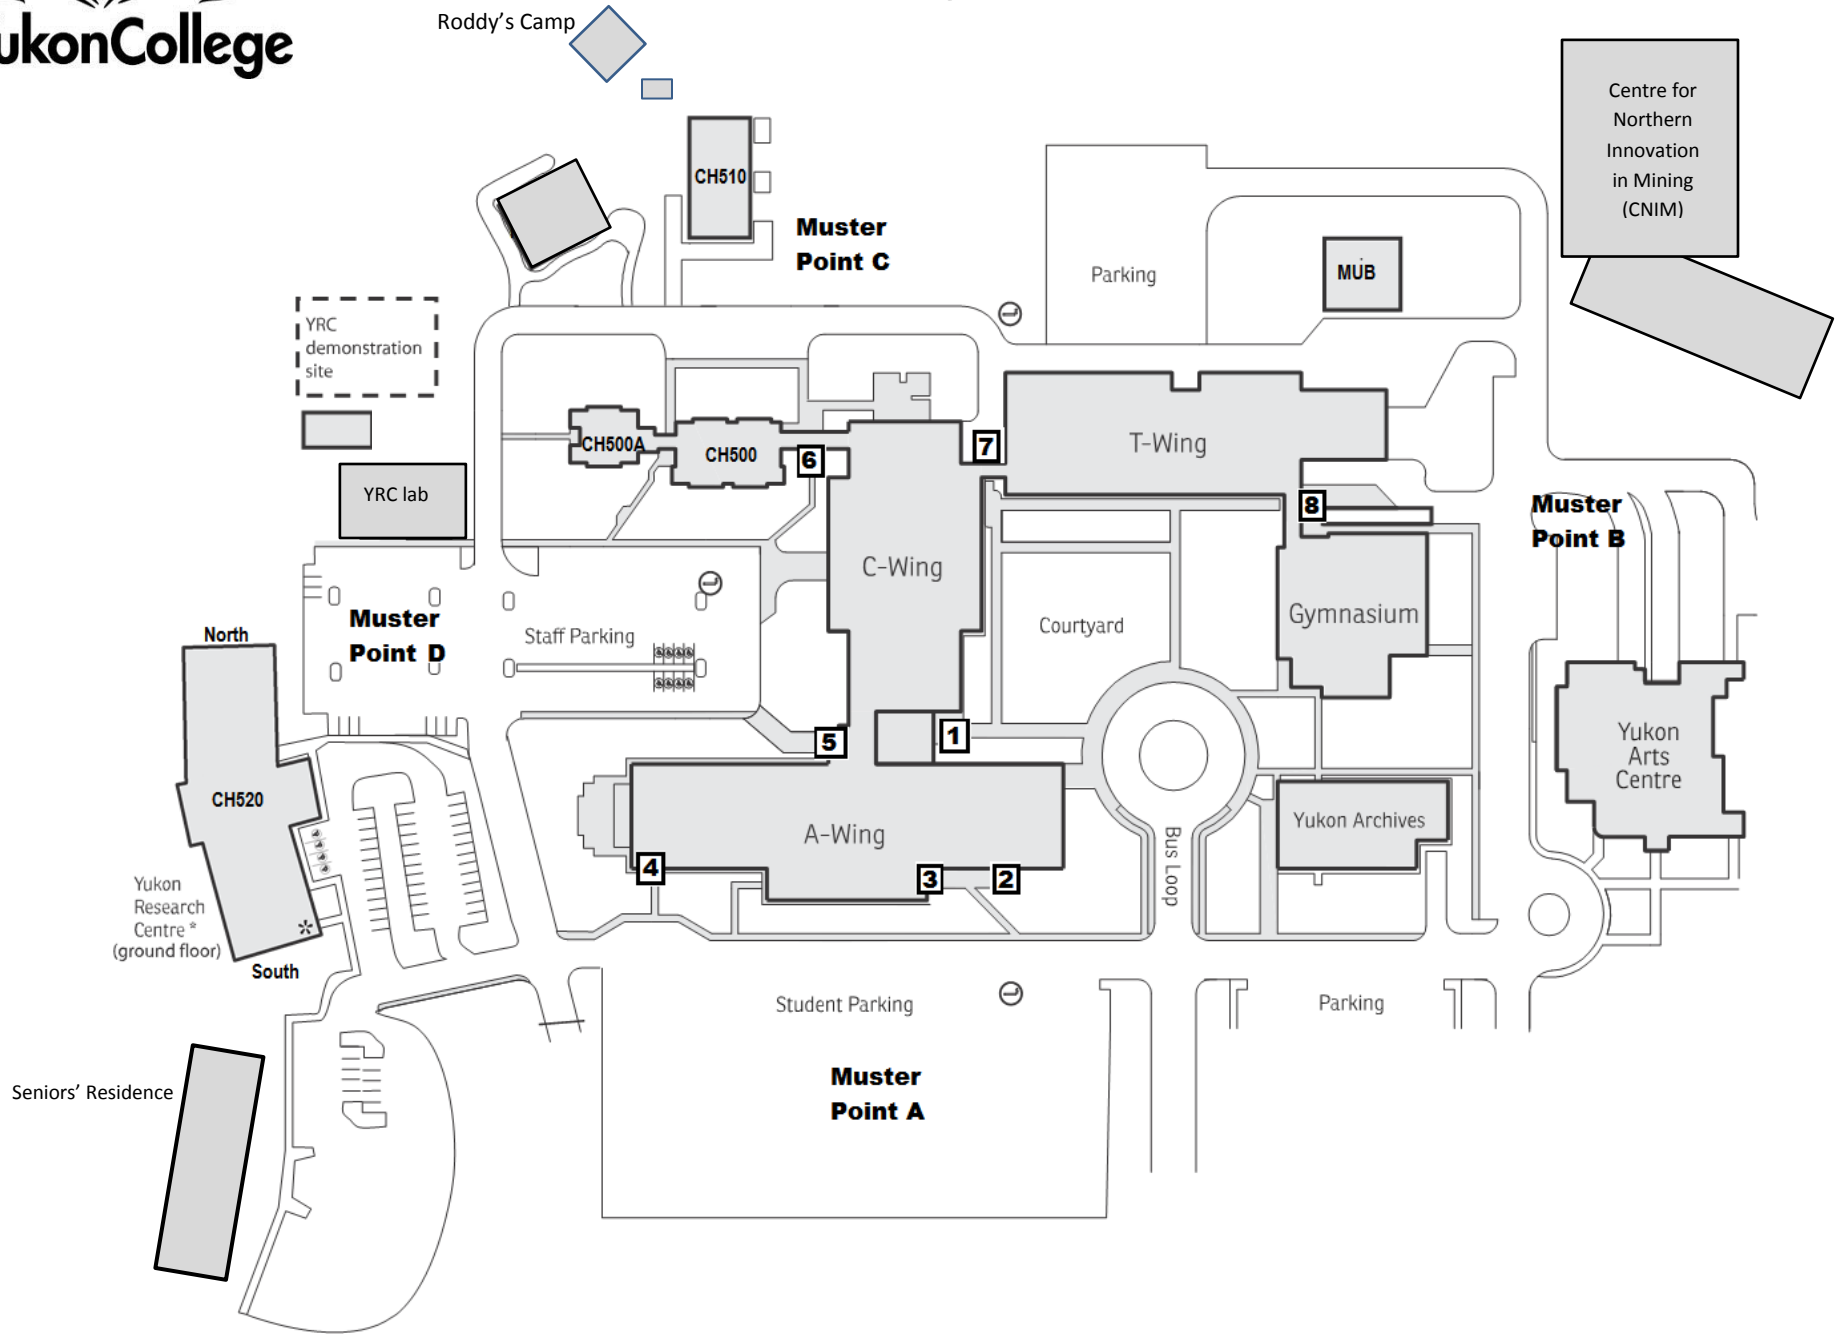 YukonCollege
Roddy's Camp
Centre for
Northern
Innovation
in Mining
(CNIM)
CH510
Muster
Point C
Parking
MUB
YRC
demonstration
site
CH500A
CH500
6
7
T-Wing
YRC lab
8
Muster
Point B
C-Wing
Gymnasium
Courtyard
Muster
Point D
Staff Parking
North
5
1
Yukon
Arts
Centre
CH520
A-Wing
Bus Loop
Yukon Archives
4
3
2
Yukon
Research
Centre *
(ground floor)
*
South
Student Parking
Parking
Muster
Point A
Seniors' Residence